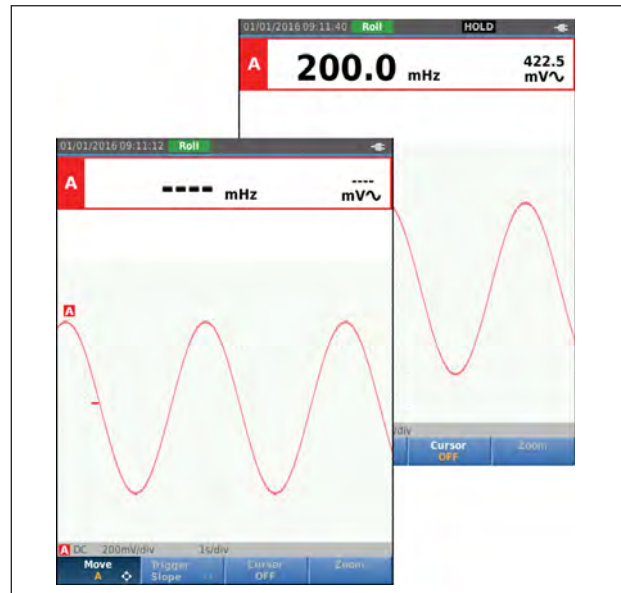 01/01/2016 09:11:40 Roll HOLD
A 200.0 mHz 422.5 mV∿
01/01/2016 09:11:12 Roll
A ---- mHz ---- mV∿
A
/div
Cursor OFF Zoom
A DC 200mV/div 1s/div
Move Trigger Cursor Zoom
A Slope OFF